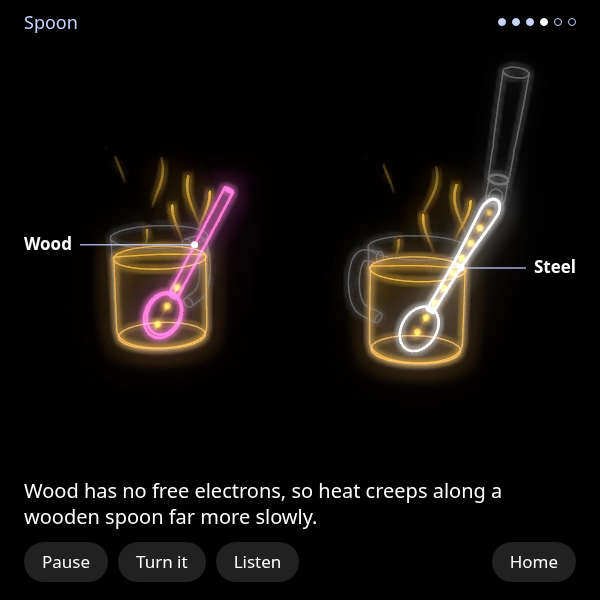 Spoon
Wood
Steel
Wood has no free electrons, so heat creeps along a
wooden spoon far more slowly.
Pause
Turn it
Listen
Home